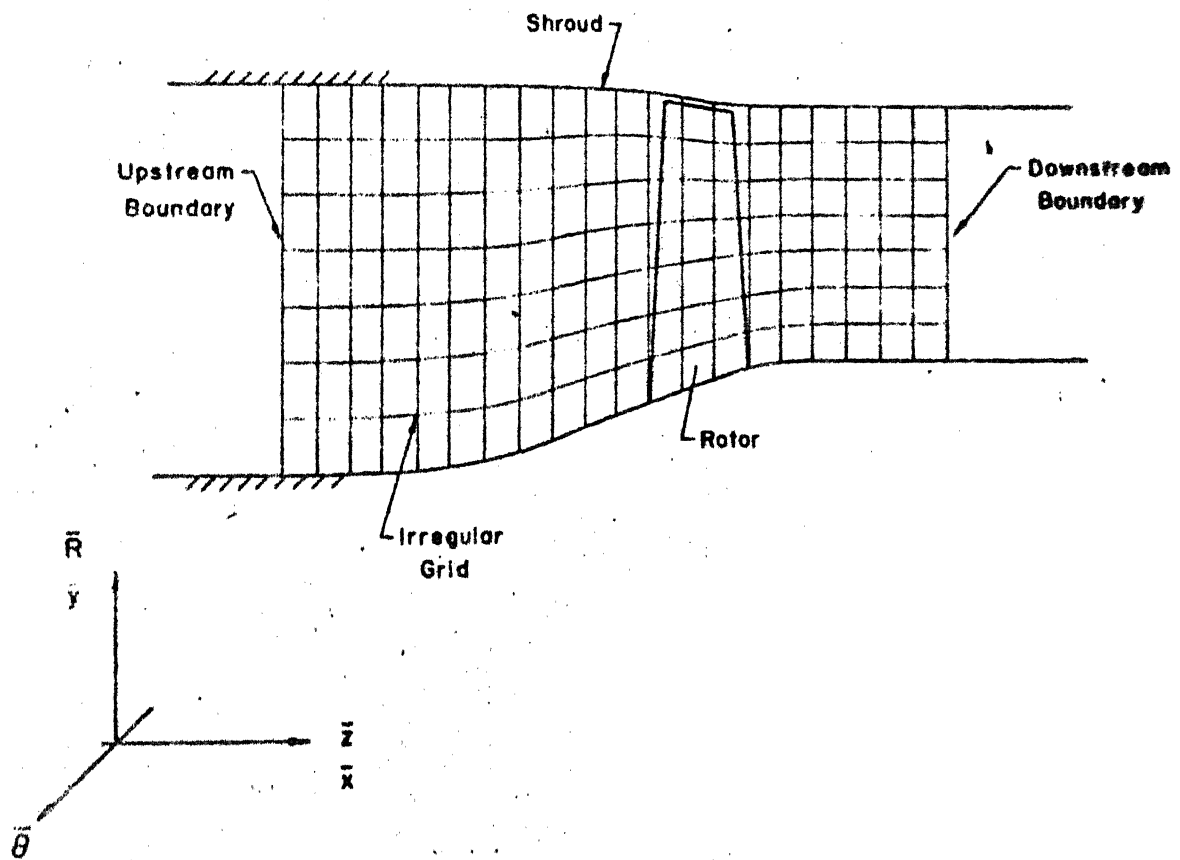 Shroud
Upstream
Boundary
Downstream
Boundary
Rotor
Irregular
Grid
R̄
ȳ
z̄
x̄
θ̄